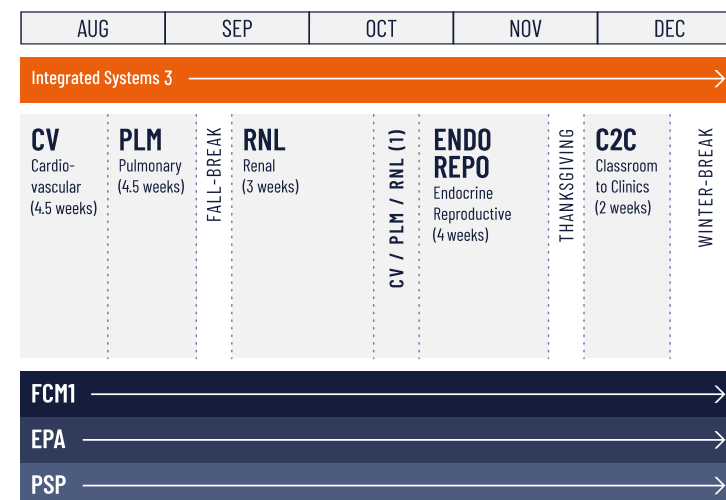 AUG SEP OCT NOV DEC
Integrated Systems 3
CV
Cardio-
vascular
(4.5 weeks)
PLM
Pulmonary
(4.5 weeks)
FALL-BREAK
RNL
Renal
(3 weeks)
CV / PLM / RNL (1)
ENDO
REPO
Endocrine
Reproductive
(4 weeks)
THANKSGIVING
C2C
Classroom
to Clinics
(2 weeks)
WINTER-BREAK
FCM1
EPA
PSP